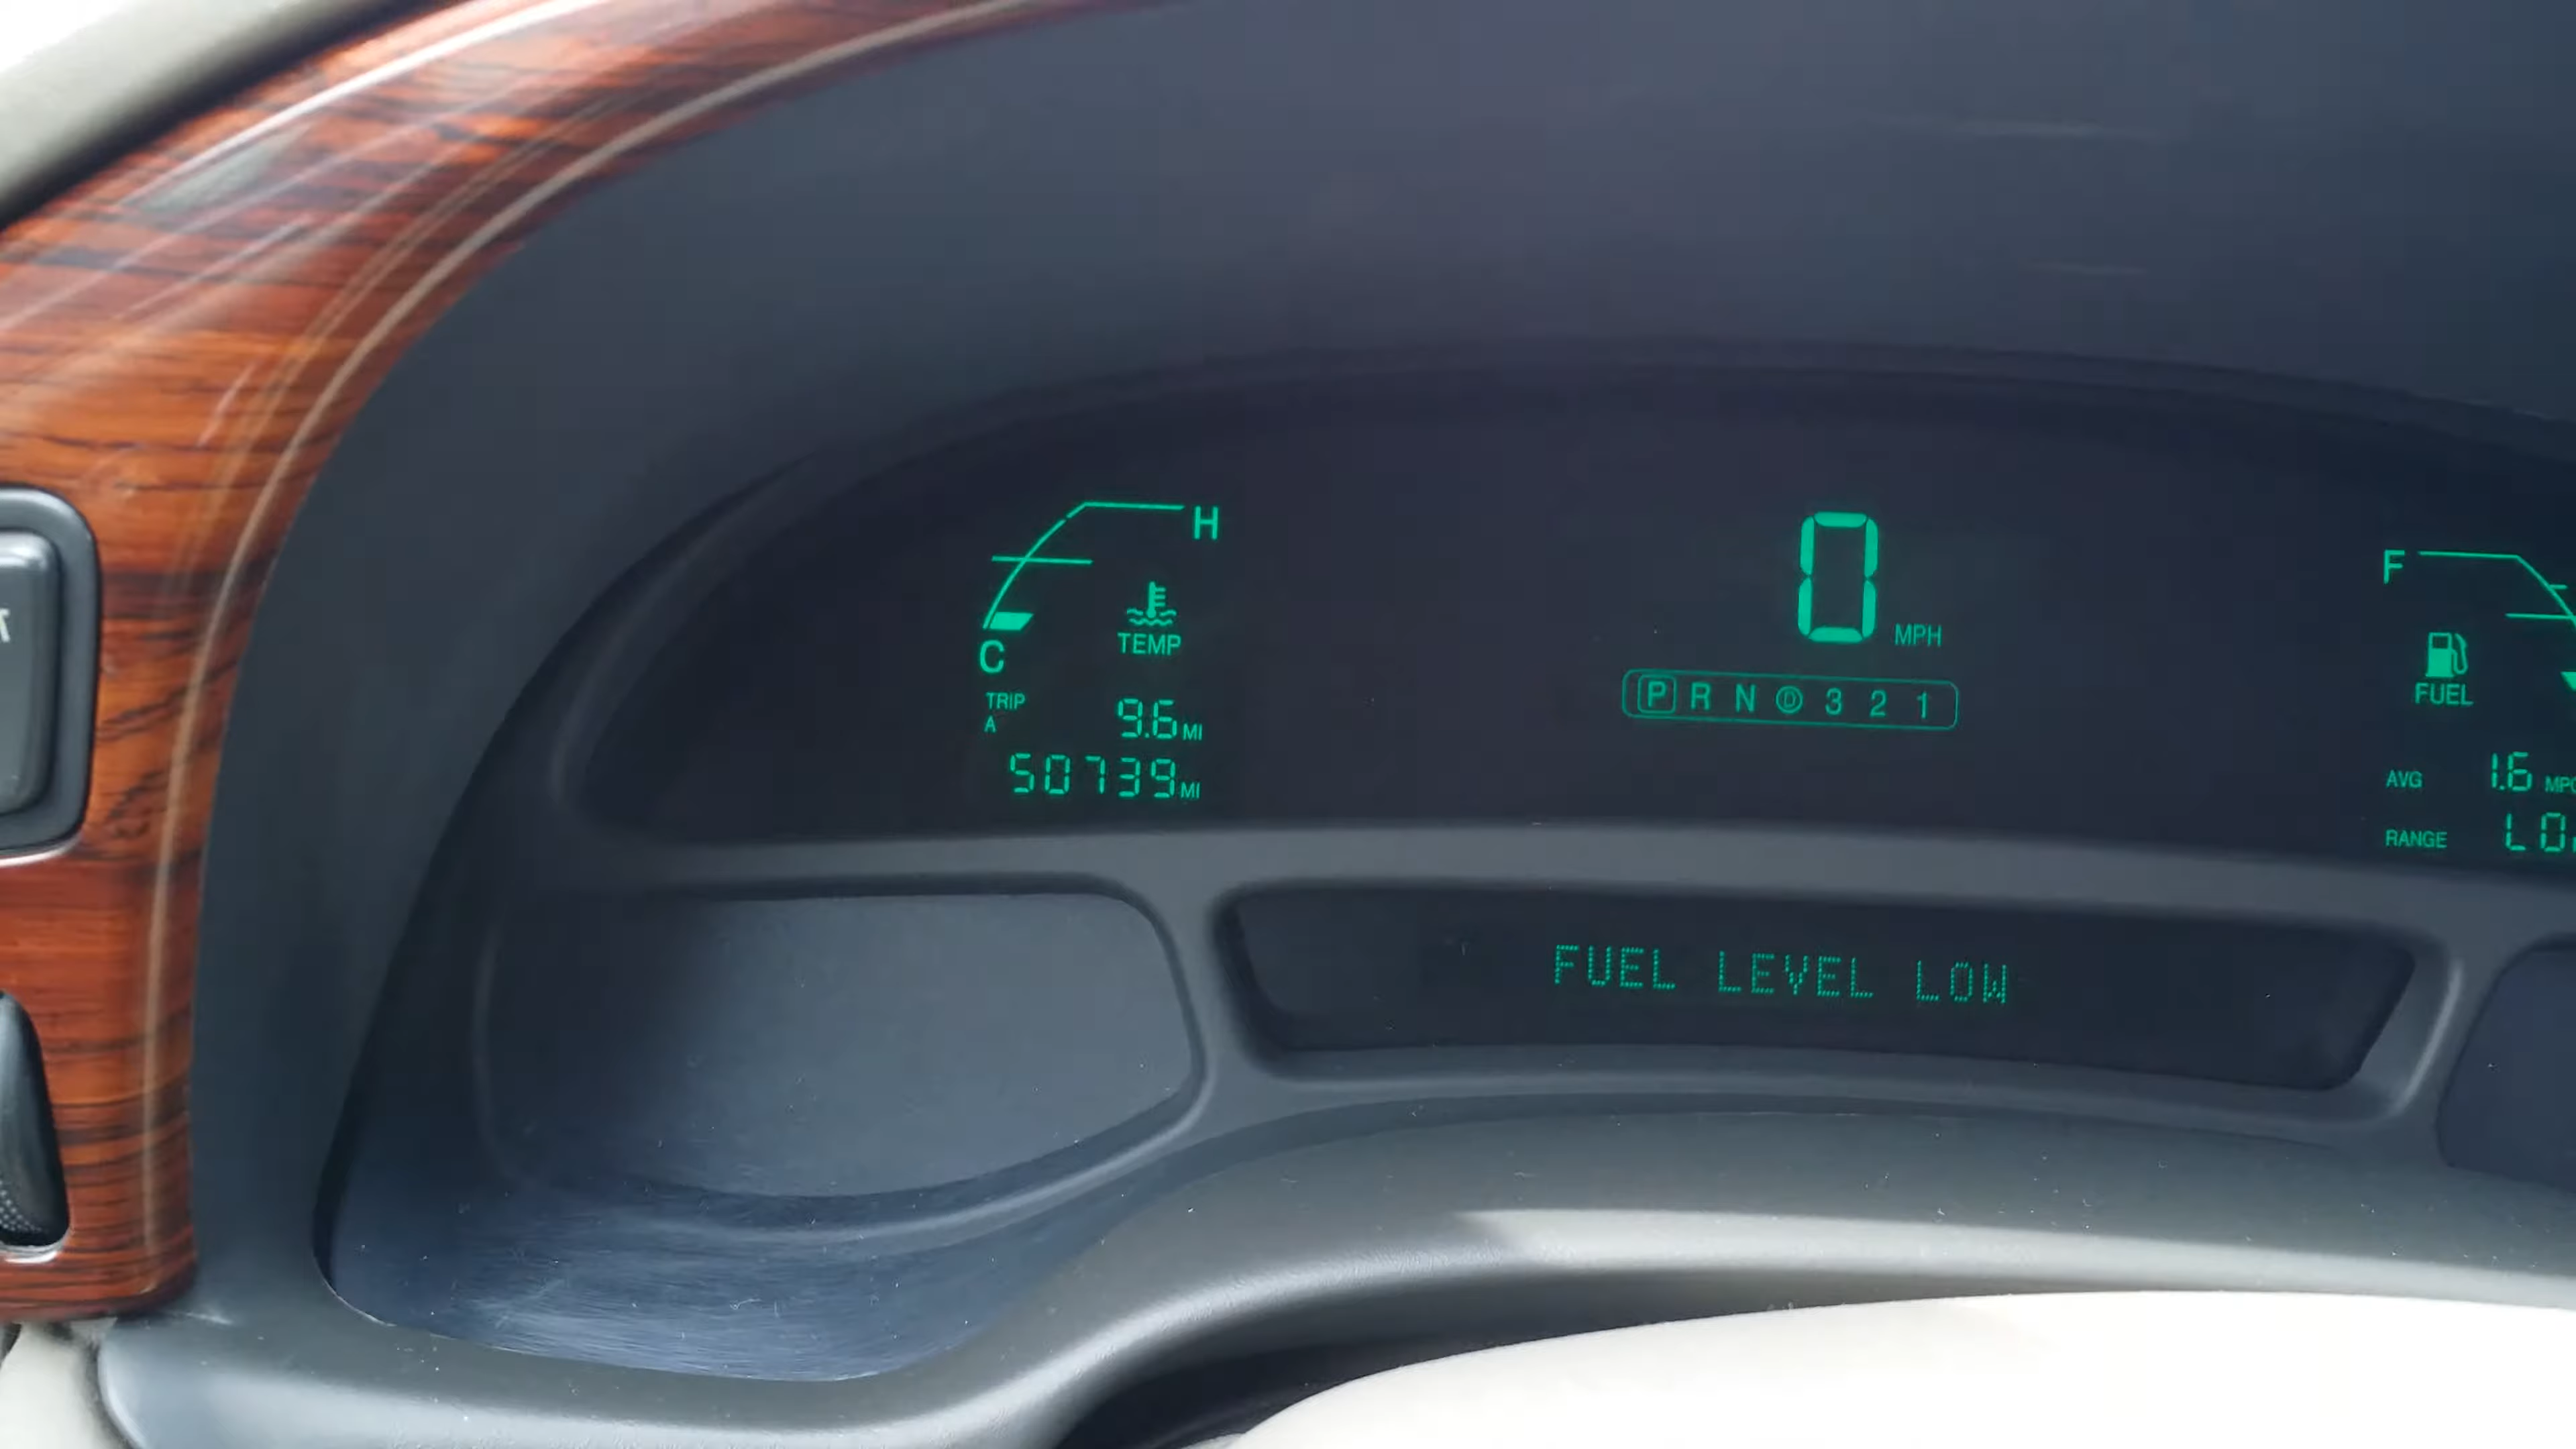 H
C
TEMP
TRIP
A
9.6 MI
50739 MI
0 MPH
P R N D 3 2 1
F
FUEL
AVG 1.6
RANGE
FUEL LEVEL LOW